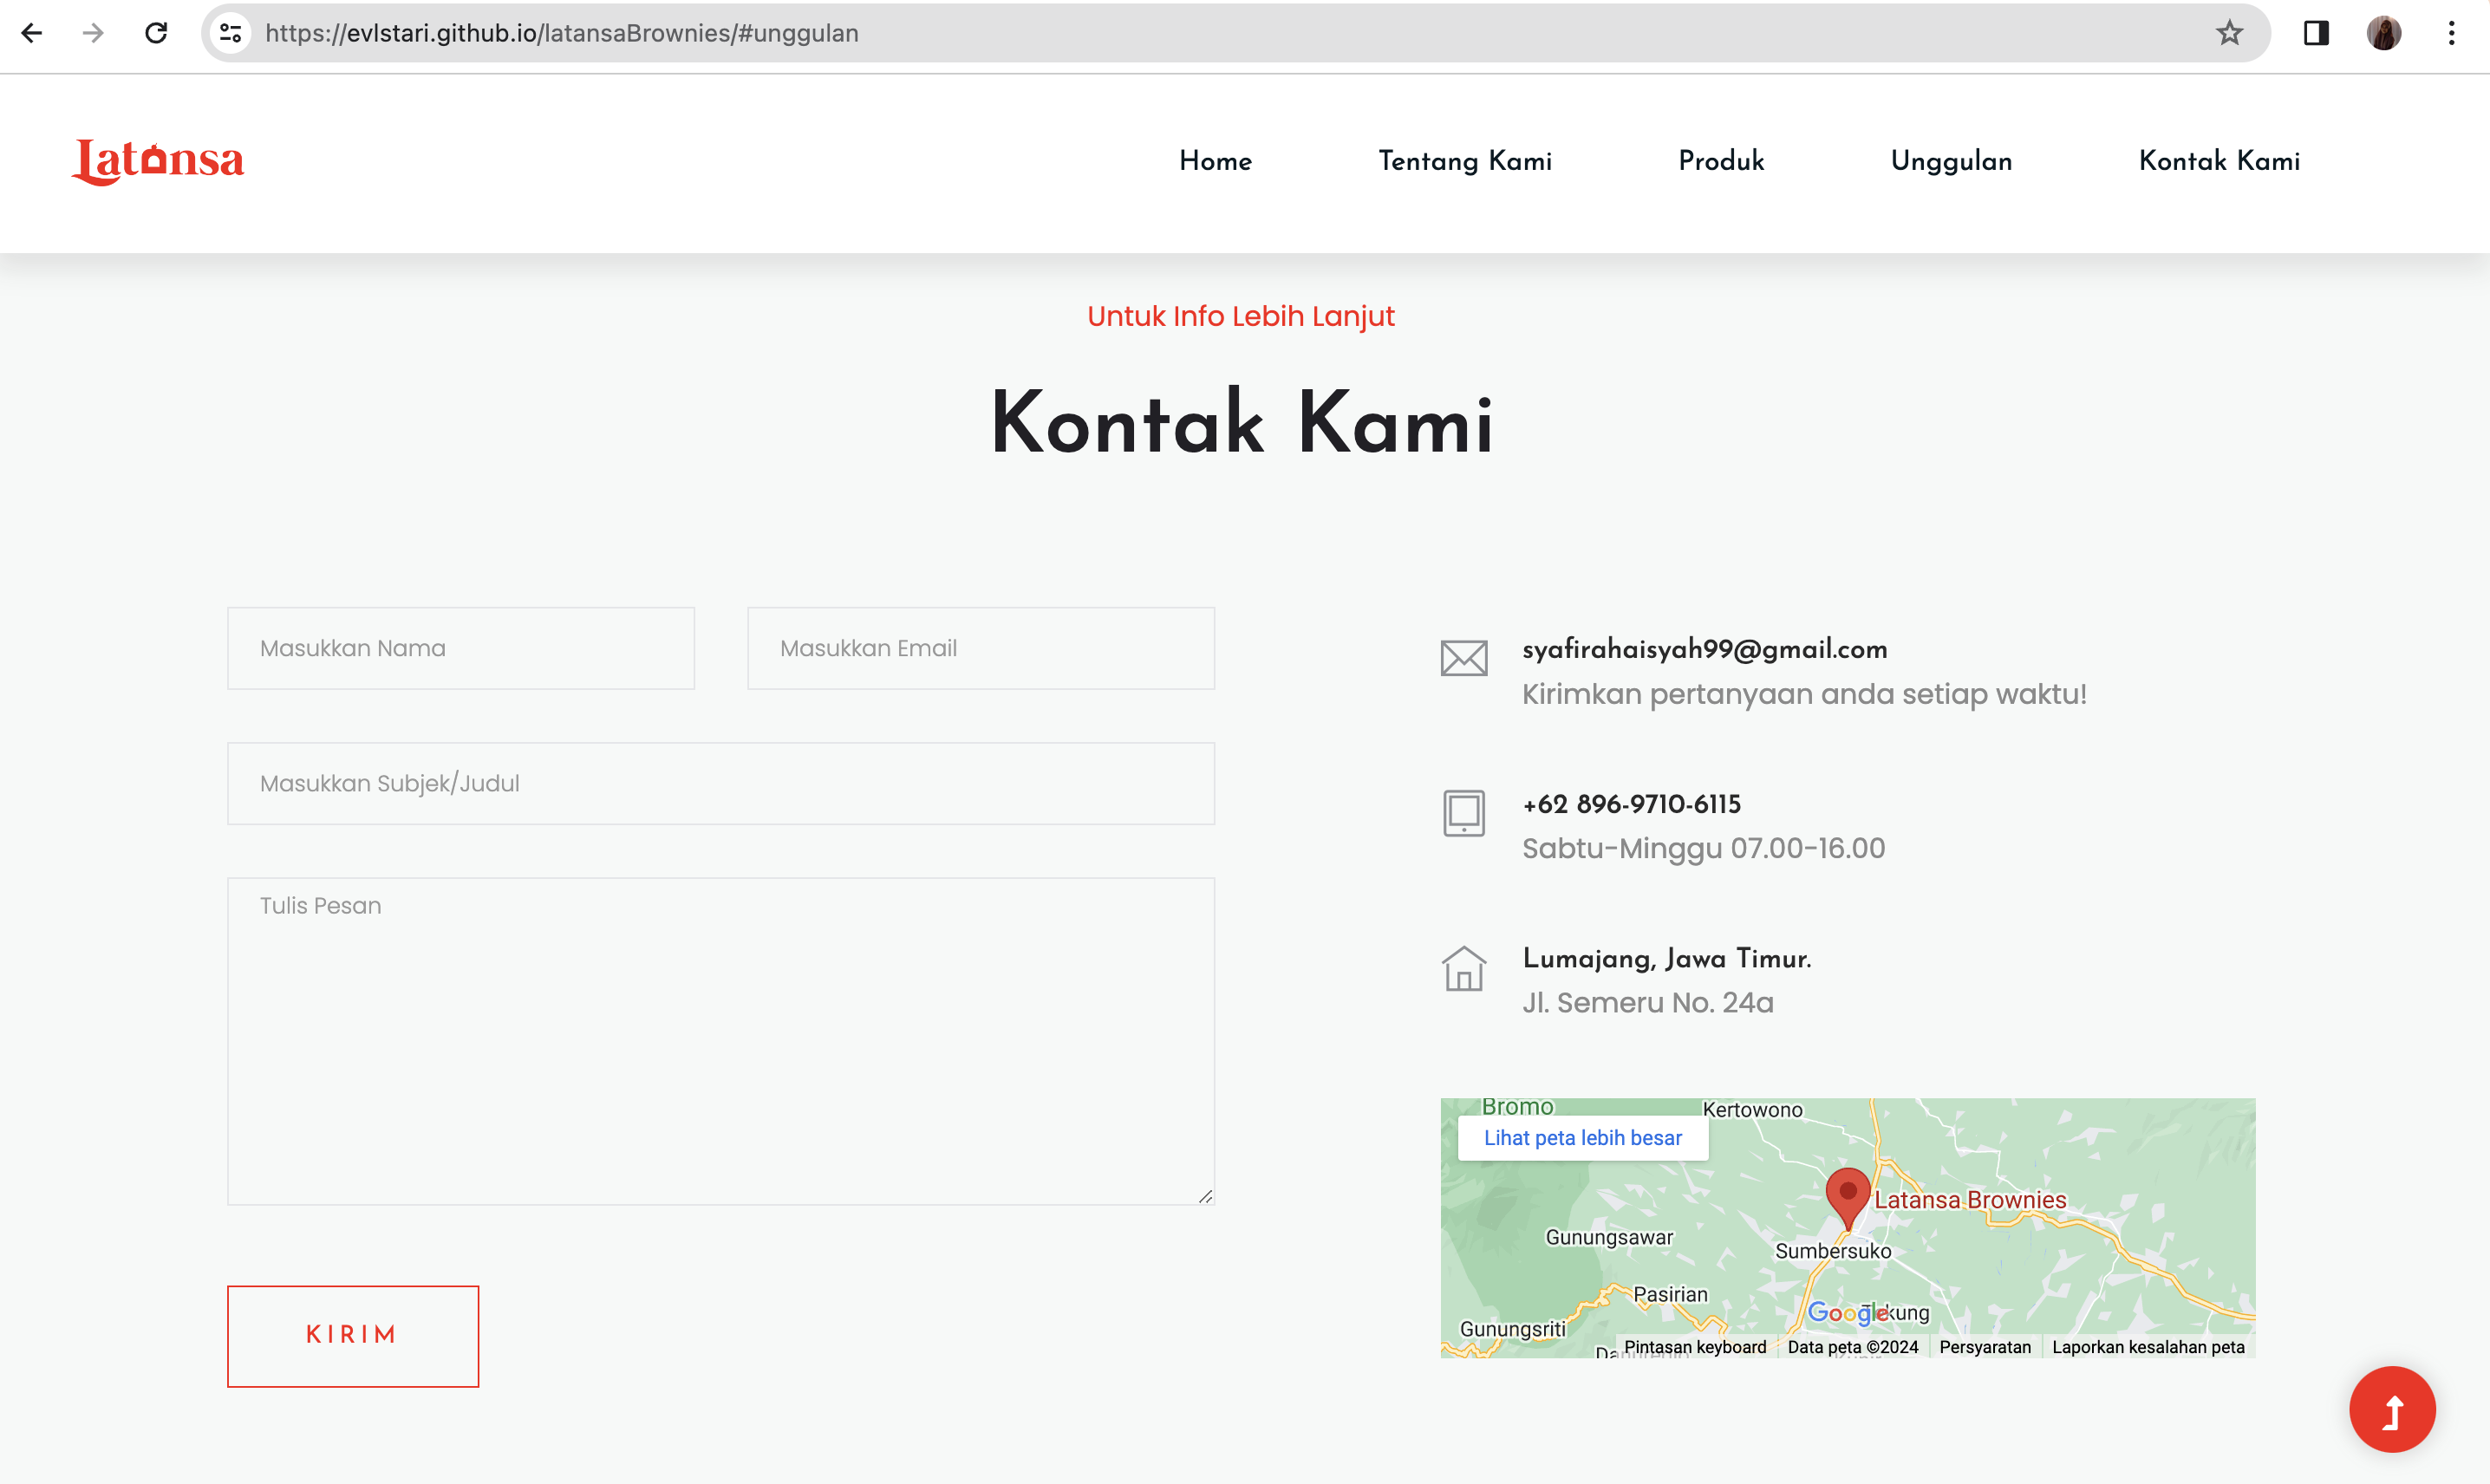 https://evlstari.github.io/latansaBrownies/#unggulan
Latansa
Home
Tentang Kami
Produk
Unggulan
Kontak Kami
Untuk Info Lebih Lanjut
Kontak Kami
Masukkan Nama
Masukkan Email
Masukkan Subjek/Judul
Tulis Pesan
KIRIM
syafirahaisyah99@gmail.com
Kirimkan pertanyaan anda setiap waktu!
+62 896-9710-6115
Sabtu-Minggu 07.00-16.00
Lumajang, Jawa Timur.
Jl. Semeru No. 24a
Bromo
Kertowono
Lihat peta lebih besar
Latansa Brownies
Gunungsawar
Sumbersuko
Pasirian
Google
Gunungsriti
Pintasan keyboard
Data peta ©2024
Persyaratan
Laporkan kesalahan peta